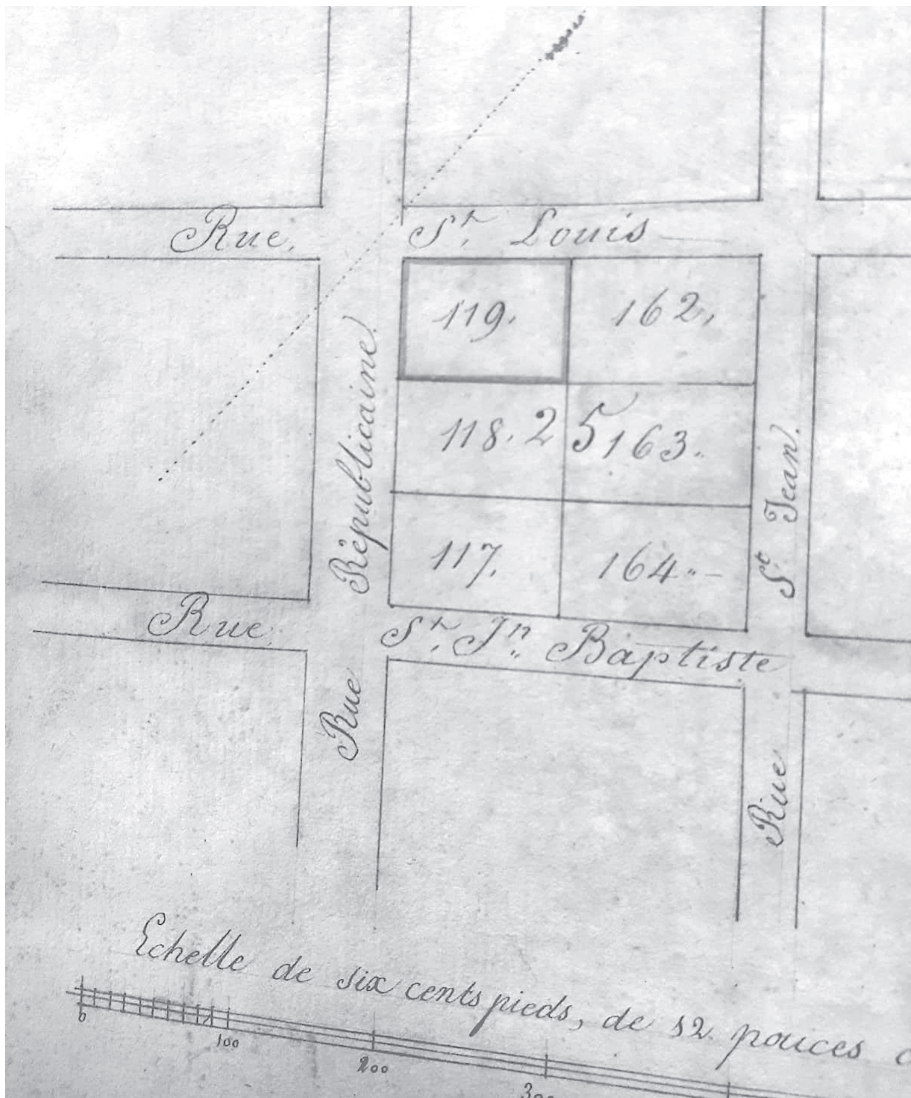 Rue. St. Louis
119. 162.
Rue Républicaine.
118. 25 163.
Rue St Jean.
117. 164.
Rue St. Jn. Baptiste
Echelle de six cents pieds, de 12 pouces
0 100 200 300